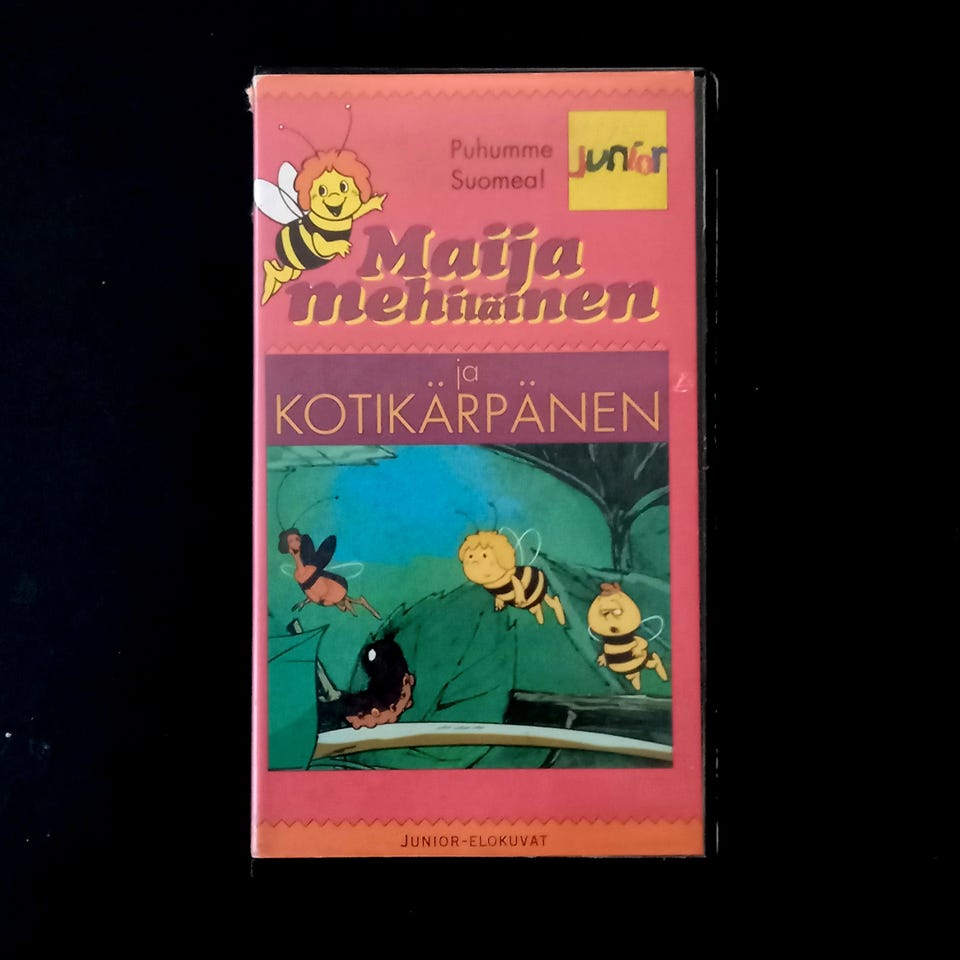 Puhumme
Suomea!
junior
Maija
mehiläinen
ja
KOTIKÄRPÄNEN
JUNIOR-ELOKUVAT